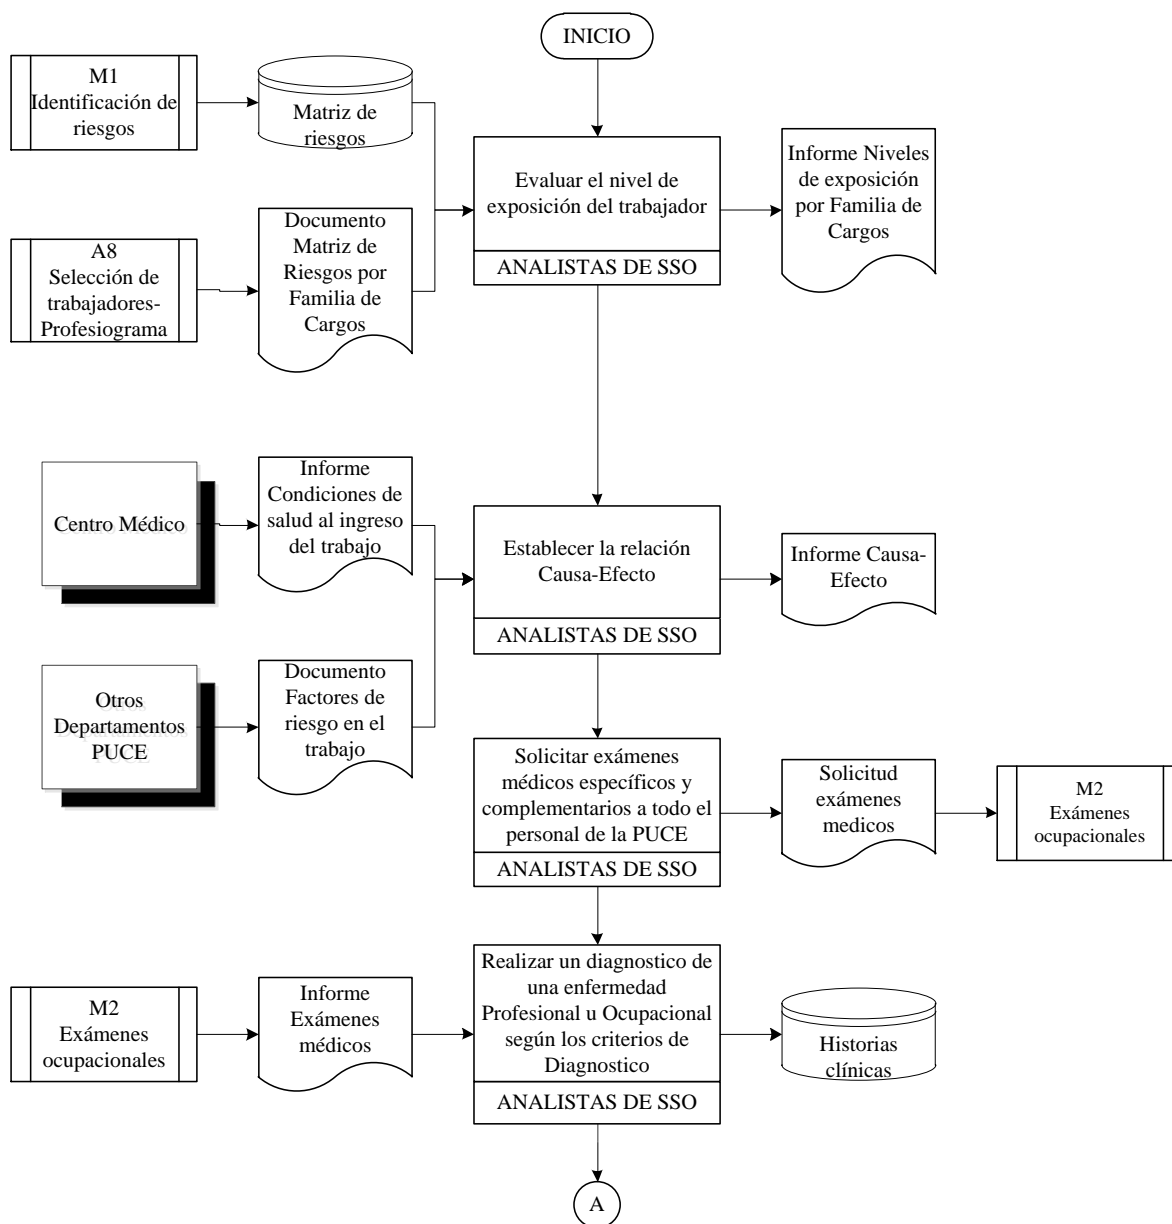 INICIO
M1
Identificación de
riesgos
Matriz de
riesgos
Evaluar el nivel de
exposición del trabajador
ANALISTAS DE SSO
Informe Niveles
de exposición
por Familia de
Cargos
A8
Selección de
trabajadores-
Profesiograma
Documento
Matriz de
Riesgos por
Familia de
Cargos
Centro Médico
Informe
Condiciones de
salud al ingreso
del trabajo
Establecer la relación
Causa-Efecto
ANALISTAS DE SSO
Informe Causa-
Efecto
Otros
Departamentos
PUCE
Documento
Factores de
riesgo en el
trabajo
Solicitar exámenes
médicos específicos y
complementarios a todo el
personal de la PUCE
ANALISTAS DE SSO
Solicitud
exámenes
medicos
M2
Exámenes
ocupacionales
M2
Exámenes
ocupacionales
Informe
Exámenes
médicos
Realizar un diagnostico de
una enfermedad
Profesional u Ocupacional
según los criterios de
Diagnostico
ANALISTAS DE SSO
Historias
clínicas
A